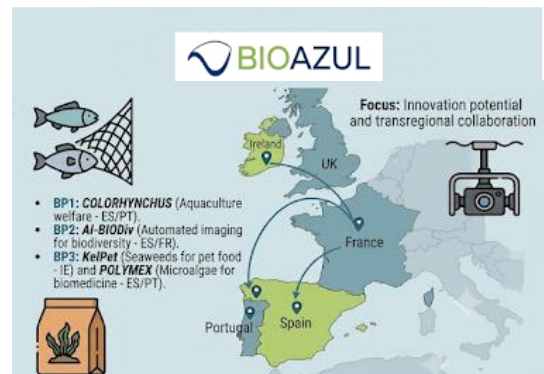 BIOAZUL
Focus: Innovation potential
and transregional collaboration
Ireland
UK
France
Portugal
Spain
• BP1: COLORHYNCHUS (Aquaculture
welfare - ES/PT).
• BP2: AI-BIODiv (Automated imaging
for biodiversity - ES/FR).
• BP3: KelPet (Seaweeds for pet food
- IE) and POLYMEX (Microalgae for
biomedicine - ES/PT).